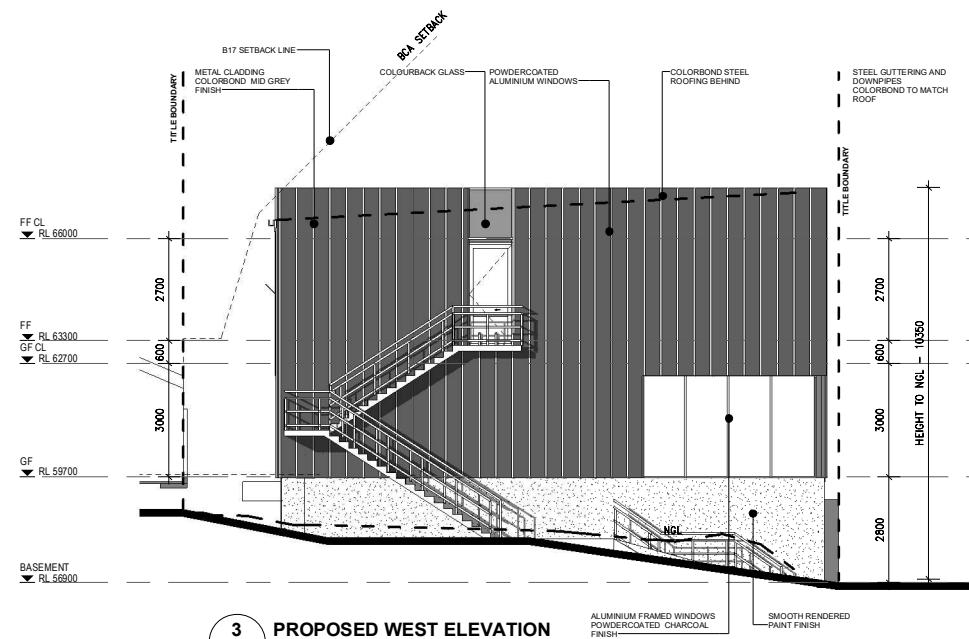 B17 SETBACK LINE
BCA SETBACK
METAL CLADDING
COLORBOND MID GREY
FINISH
COLOURBACK GLASS
POWDERCOATED
ALUMINIUM WINDOWS
COLORBOND STEEL
ROOFING BEHIND
STEEL GUTTERING AND
DOWNPIPES
COLORBOND TO MATCH
ROOF
TITLE BOUNDARY
TITLE BOUNDARY
FF CL
RL 66000
2700
2700
FF
RL 63300
600
600
GF CL
RL 62700
3000
3000
HEIGHT TO NGL - 10350
GF
RL 59700
NGL
2800
BASEMENT
RL 56900
3
PROPOSED WEST ELEVATION
ALUMINIUM FRAMED WINDOWS
POWDERCOATED CHARCOAL
FINISH
SMOOTH RENDERED
PAINT FINISH